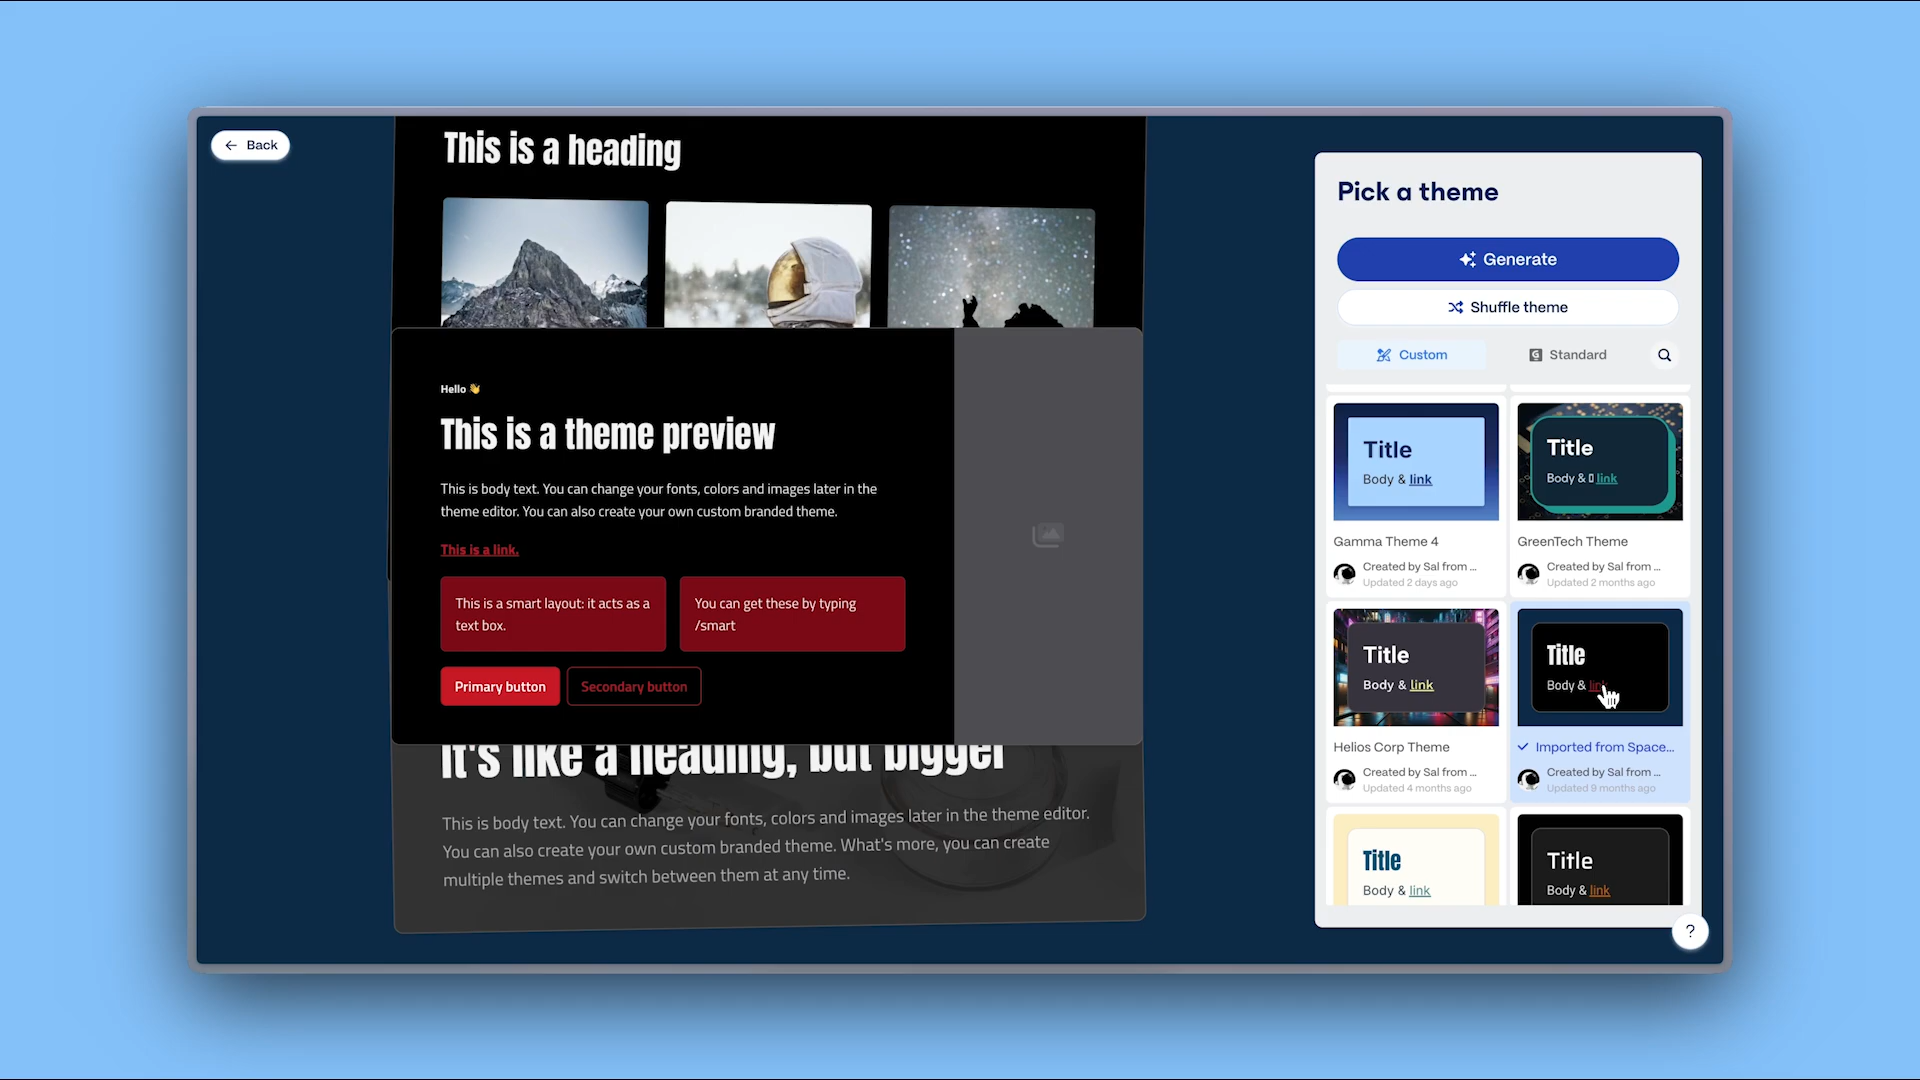 Back
This is a heading
Hello 👋
This is a theme preview
This is body text. You can change your fonts, colors and images later in the
theme editor. You can also create your own custom branded theme.
This is a link.
This is a smart layout: it acts as a
text box.
You can get these by typing
/smart
Primary button
Secondary button
It's like a heading, but bigger
This is body text. You can change your fonts, colors and images later in the theme editor.
You can also create your own custom branded theme. What's more, you can create
multiple themes and switch between them at any time.
Pick a theme
Generate
Shuffle theme
Custom
Standard
Title
Body & link
Gamma Theme 4
Created by Sal from ...
Updated 2 days ago
Title
Body & link
GreenTech Theme
Created by Sal from ...
Updated 2 months ago
Title
Body & link
Helios Corp Theme
Created by Sal from ...
Updated 4 months ago
Title
Body &
Imported from Space...
Created by Sal from ...
Updated 9 months ago
Title
Body & link
Title
Body & link
?